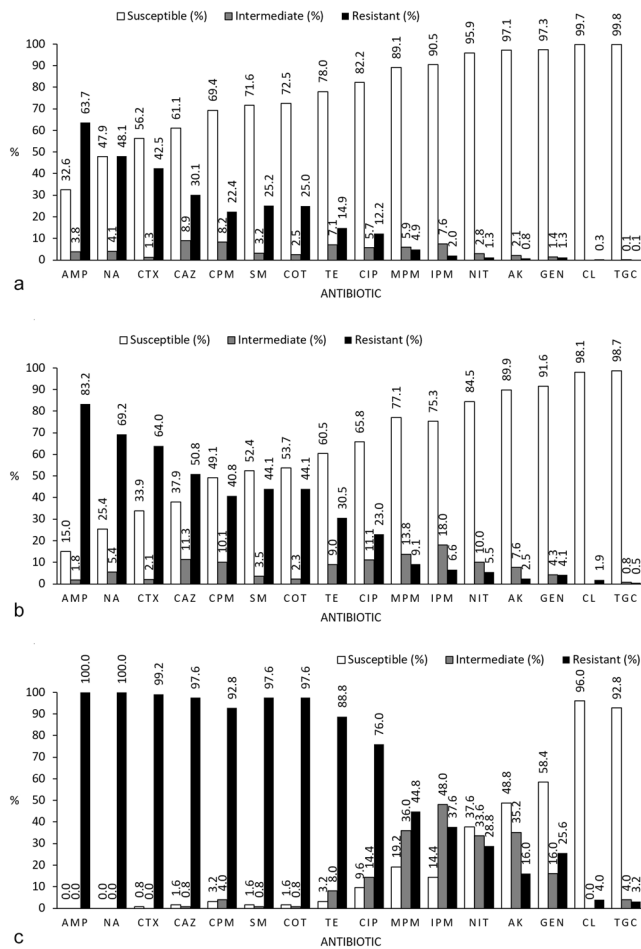 Susceptible (%) Intermediate (%) Resistant (%)
100
90
80
70
60
50
40
30
20
10
0
%
32.6 3.8 63.7 47.9 4.1 48.1 56.2 1.3 42.5 61.1 8.9 30.1 69.4 8.2 22.4 71.6 3.2 25.2 72.5 2.5 25.0 78.0 7.1 14.9 82.2 5.7 12.2 89.1 5.9 4.9 90.5 7.6 2.0 95.9 2.8 1.3 97.1 2.1 0.8 97.3 1.4 1.3 99.7 0.3 99.8 0.1 0.1
AMP NA CTX CAZ CPM SM COT TE CIP MPM IPM NIT AK GEN CL TGC
ANTIBIOTIC
a
Susceptible (%) Intermediate (%) Resistant (%)
100
90
80
70
60
50
40
30
20
10
0
%
15.0 1.8 83.2 25.4 5.4 69.2 33.9 2.1 64.0 37.9 11.3 50.8 49.1 10.1 40.8 52.4 3.5 44.1 53.7 2.3 44.1 60.5 9.0 30.5 65.8 11.1 23.0 77.1 13.8 9.1 75.3 18.0 6.6 84.5 10.0 5.5 89.9 7.6 2.5 91.6 4.3 4.1 98.1 1.9 98.7 0.8 0.5
AMP NA CTX CAZ CPM SM COT TE CIP MPM IPM NIT AK GEN CL TGC
ANTIBIOTIC
b
Susceptible (%) Intermediate (%) Resistant (%)
100
90
80
70
60
50
40
30
20
10
0
%
0.0 0.0 100.0 0.0 0.0 100.0 0.8 0.0 99.2 1.6 0.8 97.6 3.2 4.0 92.8 1.6 0.8 97.6 1.6 0.8 97.6 3.2 8.0 88.8 9.6 14.4 76.0 19.2 36.0 44.8 14.4 48.0 37.6 37.6 33.6 28.8 48.8 35.2 16.0 58.4 16.0 25.6 96.0 0.0 4.0 92.8 4.0 3.2
AMP NA CTX CAZ CPM SM COT TE CIP MPM IPM NIT AK GEN CL TGC
ANTIBIOTIC
c